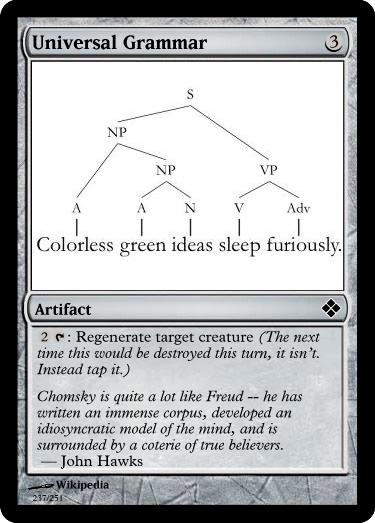 Universal Grammar 3
S
NP
NP VP
A A N V Adv
Colorless green ideas sleep furiously.
Artifact
2 : Regenerate target creature (The next
time this would be destroyed this turn, it isn't.
Instead tap it.)
Chomsky is quite a lot like Freud -- he has
written an immense corpus, developed an
idiosyncratic model of the mind, and is
surrounded by a coterie of true believers.
— John Hawks
Wikipedia
237/251